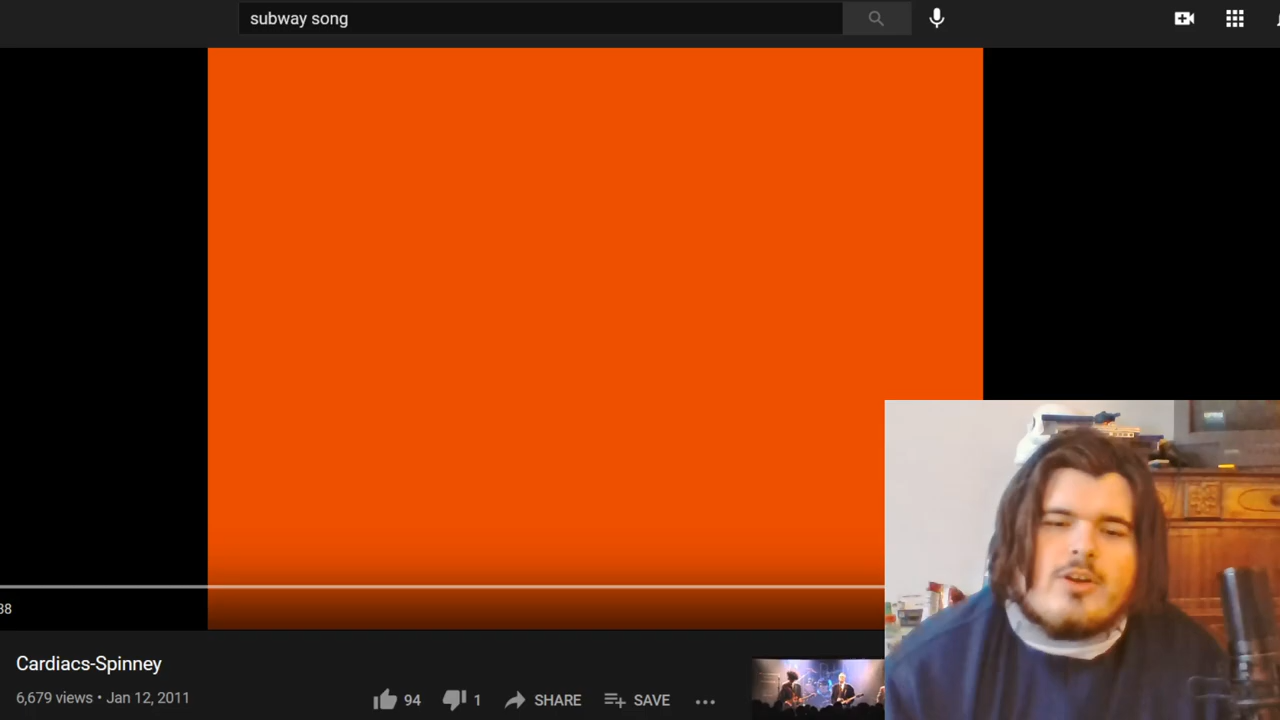 subway song
38
Cardiacs-Spinney
6,679 views • Jan 12, 2011
94
1
SHARE
SAVE